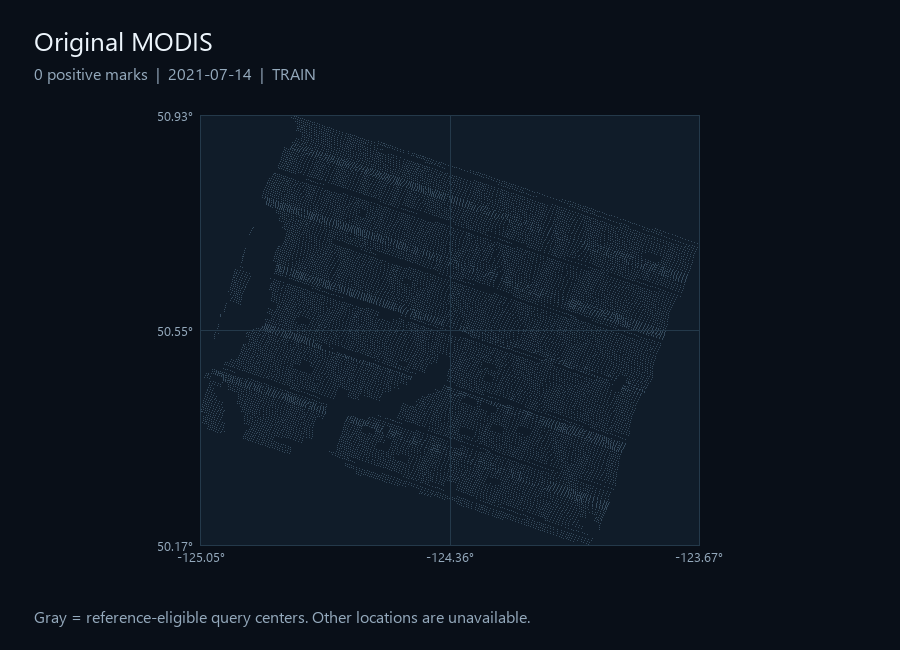 Original MODIS
0 positive marks | 2021-07-14 | TRAIN
50.93°
50.55°
50.17°
-125.05°
-124.36°
-123.67°
Gray = reference-eligible query centers. Other locations are unavailable.